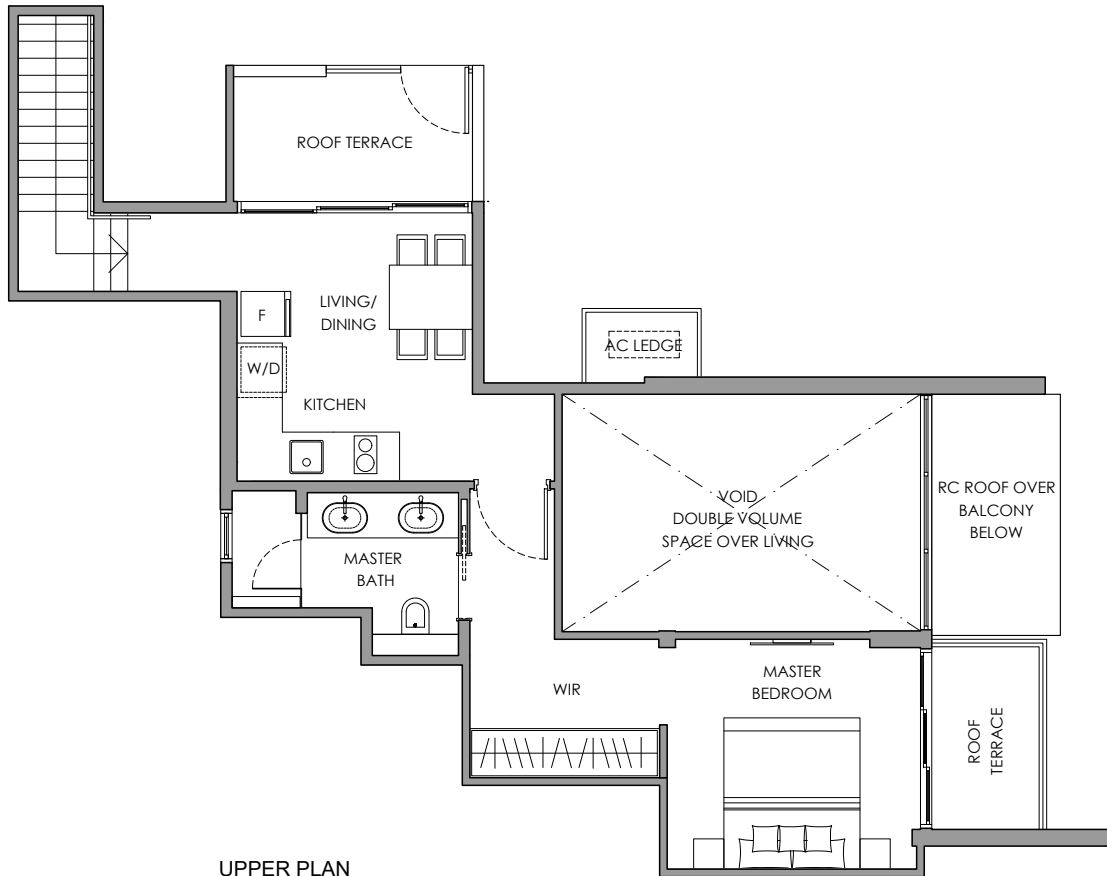 ROOF TERRACE
LIVING/
DINING
F
W/D
KITCHEN
AC LEDGE
VOID
DOUBLE VOLUME
SPACE OVER LIVING
RC ROOF OVER
BALCONY
BELOW
MASTER
BATH
WIR
MASTER
BEDROOM
ROOF
TERRACE
UPPER PLAN